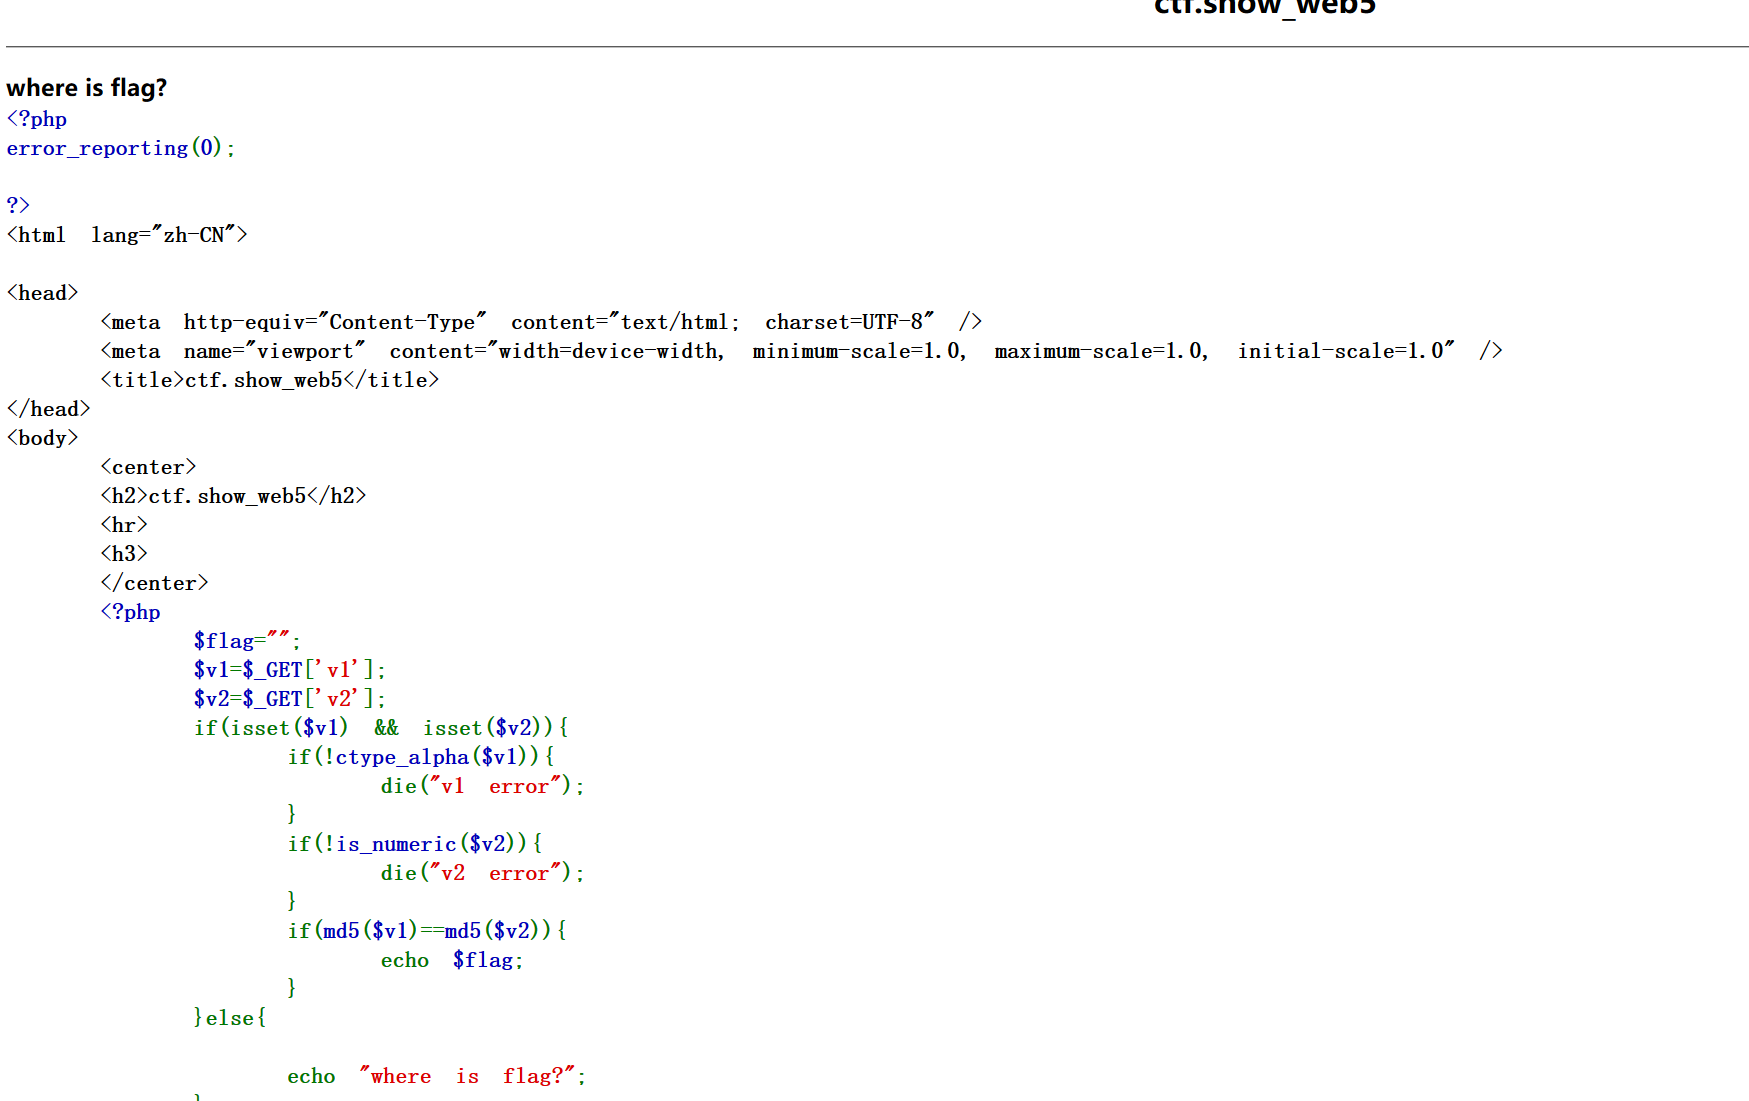 ctf.show_web5
where is flag?
<?php
error_reporting(0);
?>
<html lang="zh-CN">
<head>
<meta http-equiv="Content-Type" content="text/html; charset=UTF-8" />
<meta name="viewport" content="width=device-width, minimum-scale=1.0, maximum-scale=1.0, initial-scale=1.0" />
<title>ctf.show_web5</title>
</head>
<body>
<center>
<h2>ctf.show_web5</h2>
<hr>
<h3>
</center>
<?php
$flag="";
$v1=$_GET['v1'];
$v2=$_GET['v2'];
if(isset($v1) && isset($v2)){
if(!ctype_alpha($v1)){
die("v1 error");
}
if(!is_numeric($v2)){
die("v2 error");
}
if(md5($v1)==md5($v2)){
echo $flag;
}
}else{
echo "where is flag?";
}